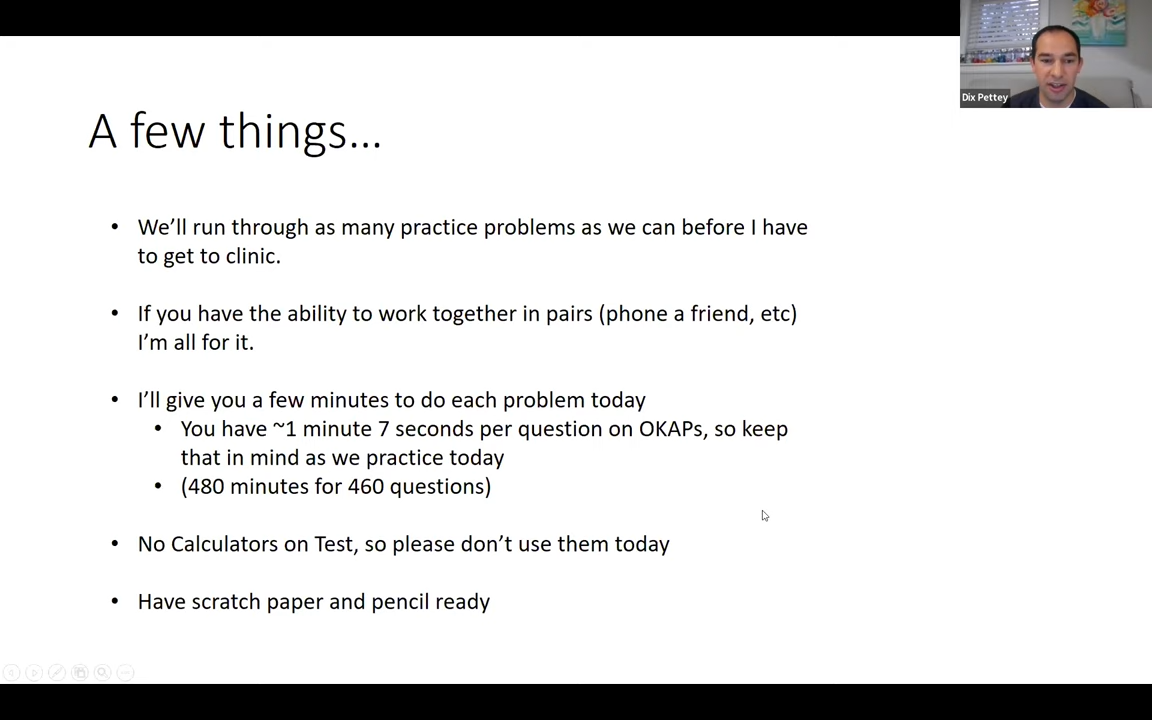 Dix Pettey
A few things…
• We’ll run through as many practice problems as we can before I have
to get to clinic.
• If you have the ability to work together in pairs (phone a friend, etc)
I’m all for it.
• I’ll give you a few minutes to do each problem today
• You have ~1 minute 7 seconds per question on OKAPs, so keep
that in mind as we practice today
• (480 minutes for 460 questions)
• No Calculators on Test, so please don’t use them today
• Have scratch paper and pencil ready